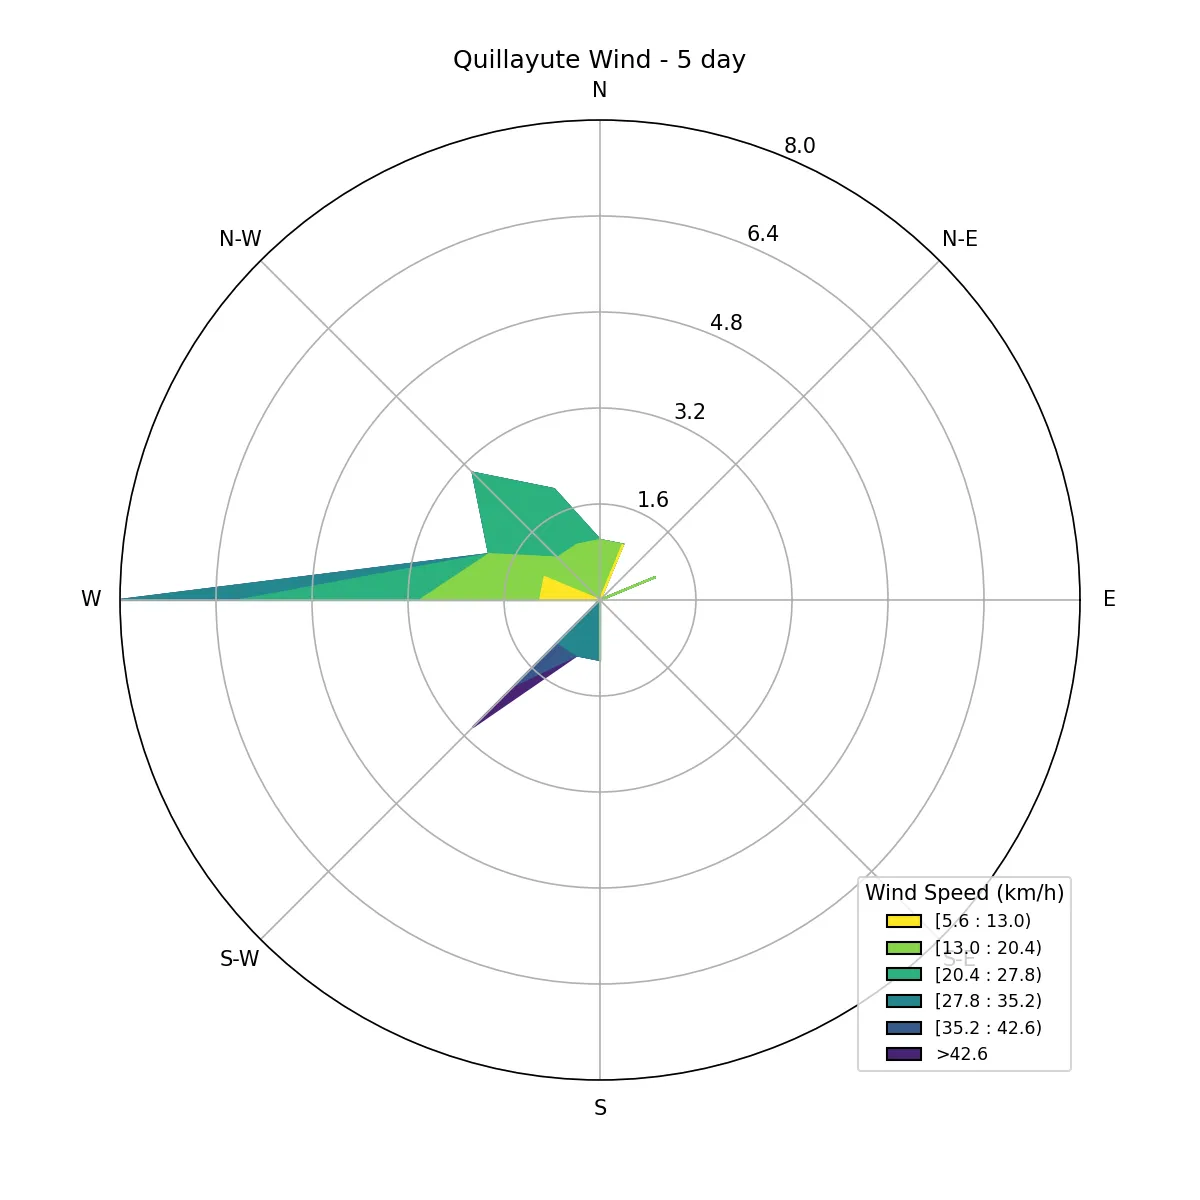 Quillayute Wind - 5 day
N
8.0
N-W
6.4
N-E
4.8
3.2
1.6
W
E
S-W
S-E
S
Wind Speed (km/h)
[5.6 : 13.0)
[13.0 : 20.4)
[20.4 : 27.8)
[27.8 : 35.2)
[35.2 : 42.6)
>42.6